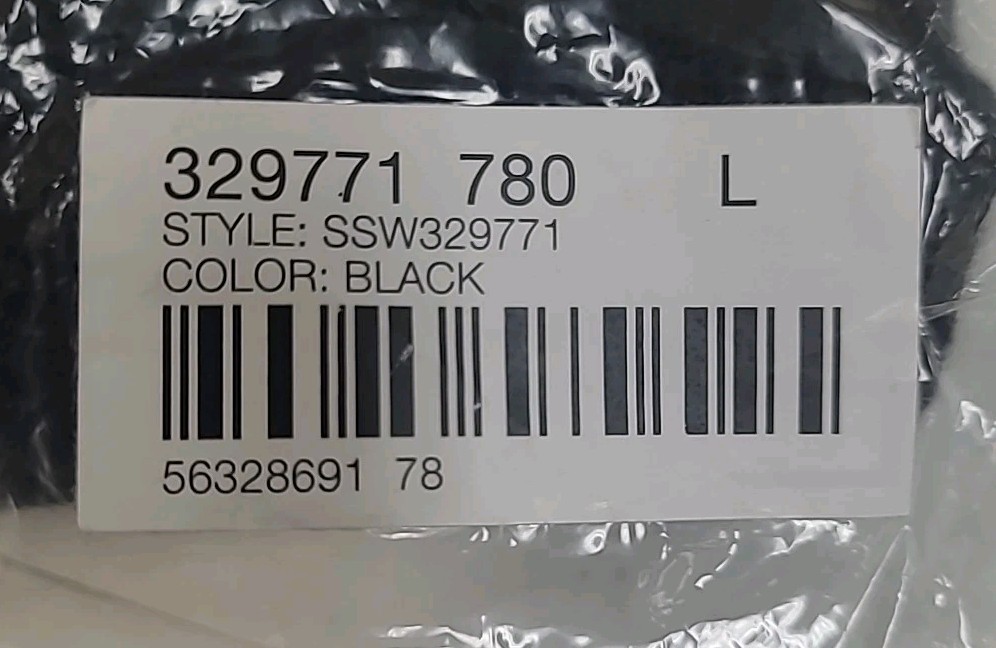 329771 780 L
STYLE: SSW329771
COLOR: BLACK
56328691 78